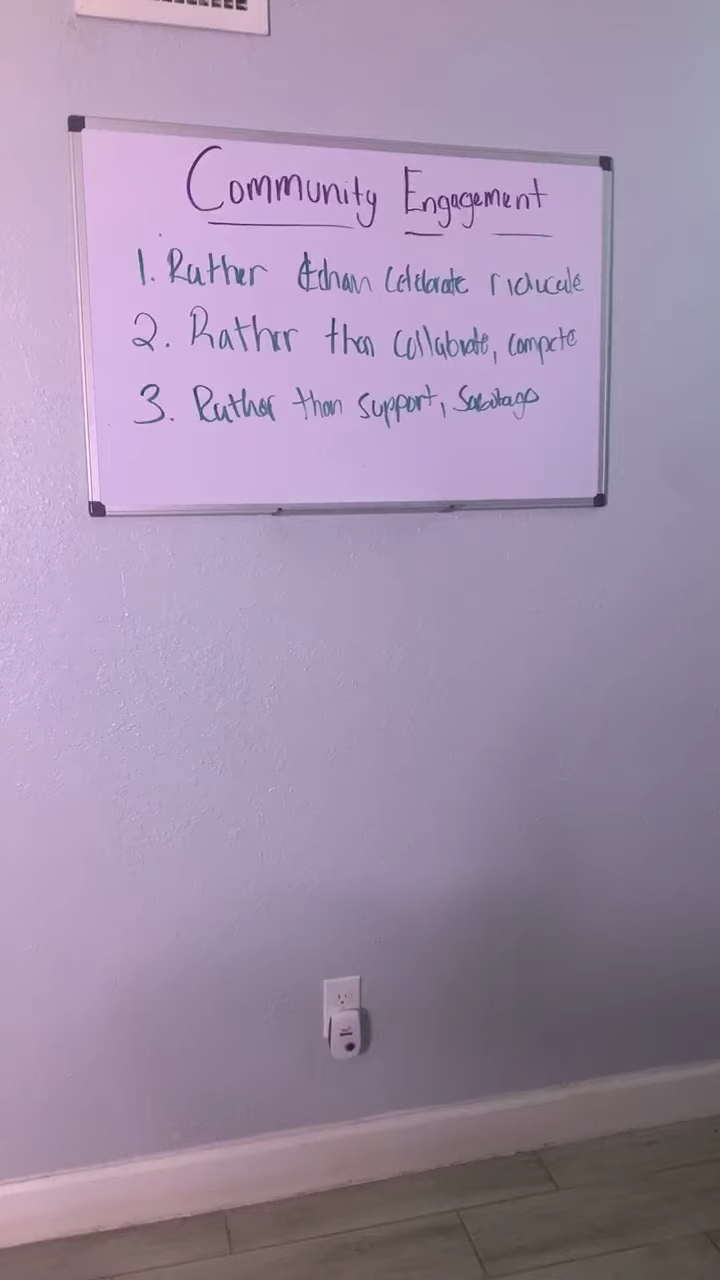 Community Engagement
1. Rather than Celebrate ridicule
2. Rather than collaborate, compete
3. Rather than support, Sabotage